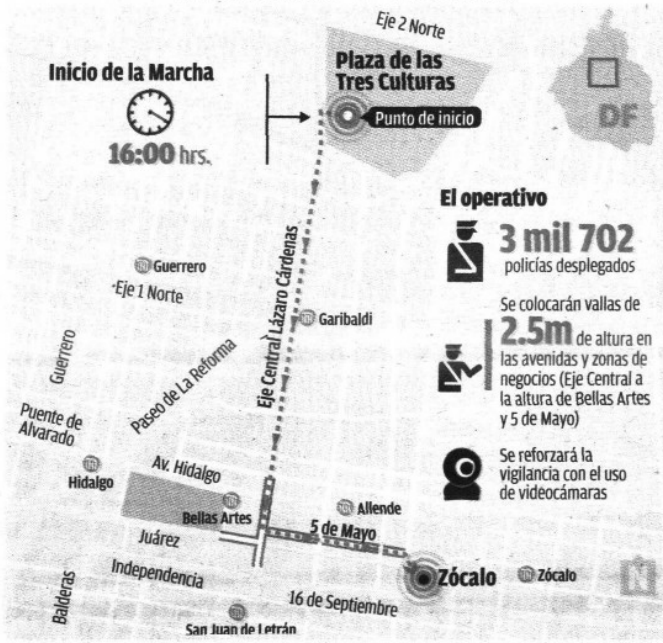 Eje 2 Norte
Inicio de la Marcha
16:00 hrs.
Plaza de las
Tres Culturas
Punto de inicio
DF
El operativo
3 mil 702
policías desplegados
Se colocarán vallas de
2.5m de altura en
las avenidas y zonas de
negocios (Eje Central a
la altura de Bellas Artes
y 5 de Mayo)
Se reforzará la
vigilancia con el uso
de videocámaras
Guerrero
Eje 1 Norte
Guerrero
Paseo de La Reforma
Eje Central Lázaro Cárdenas
Garibaldi
Puente de
Alvarado
Hidalgo
Av. Hidalgo
Bellas Artes
Allende
5 de Mayo
Juárez
Independencia
Balderas
San Juan de Letrán
16 de Septiembre
Zócalo
Zócalo
N